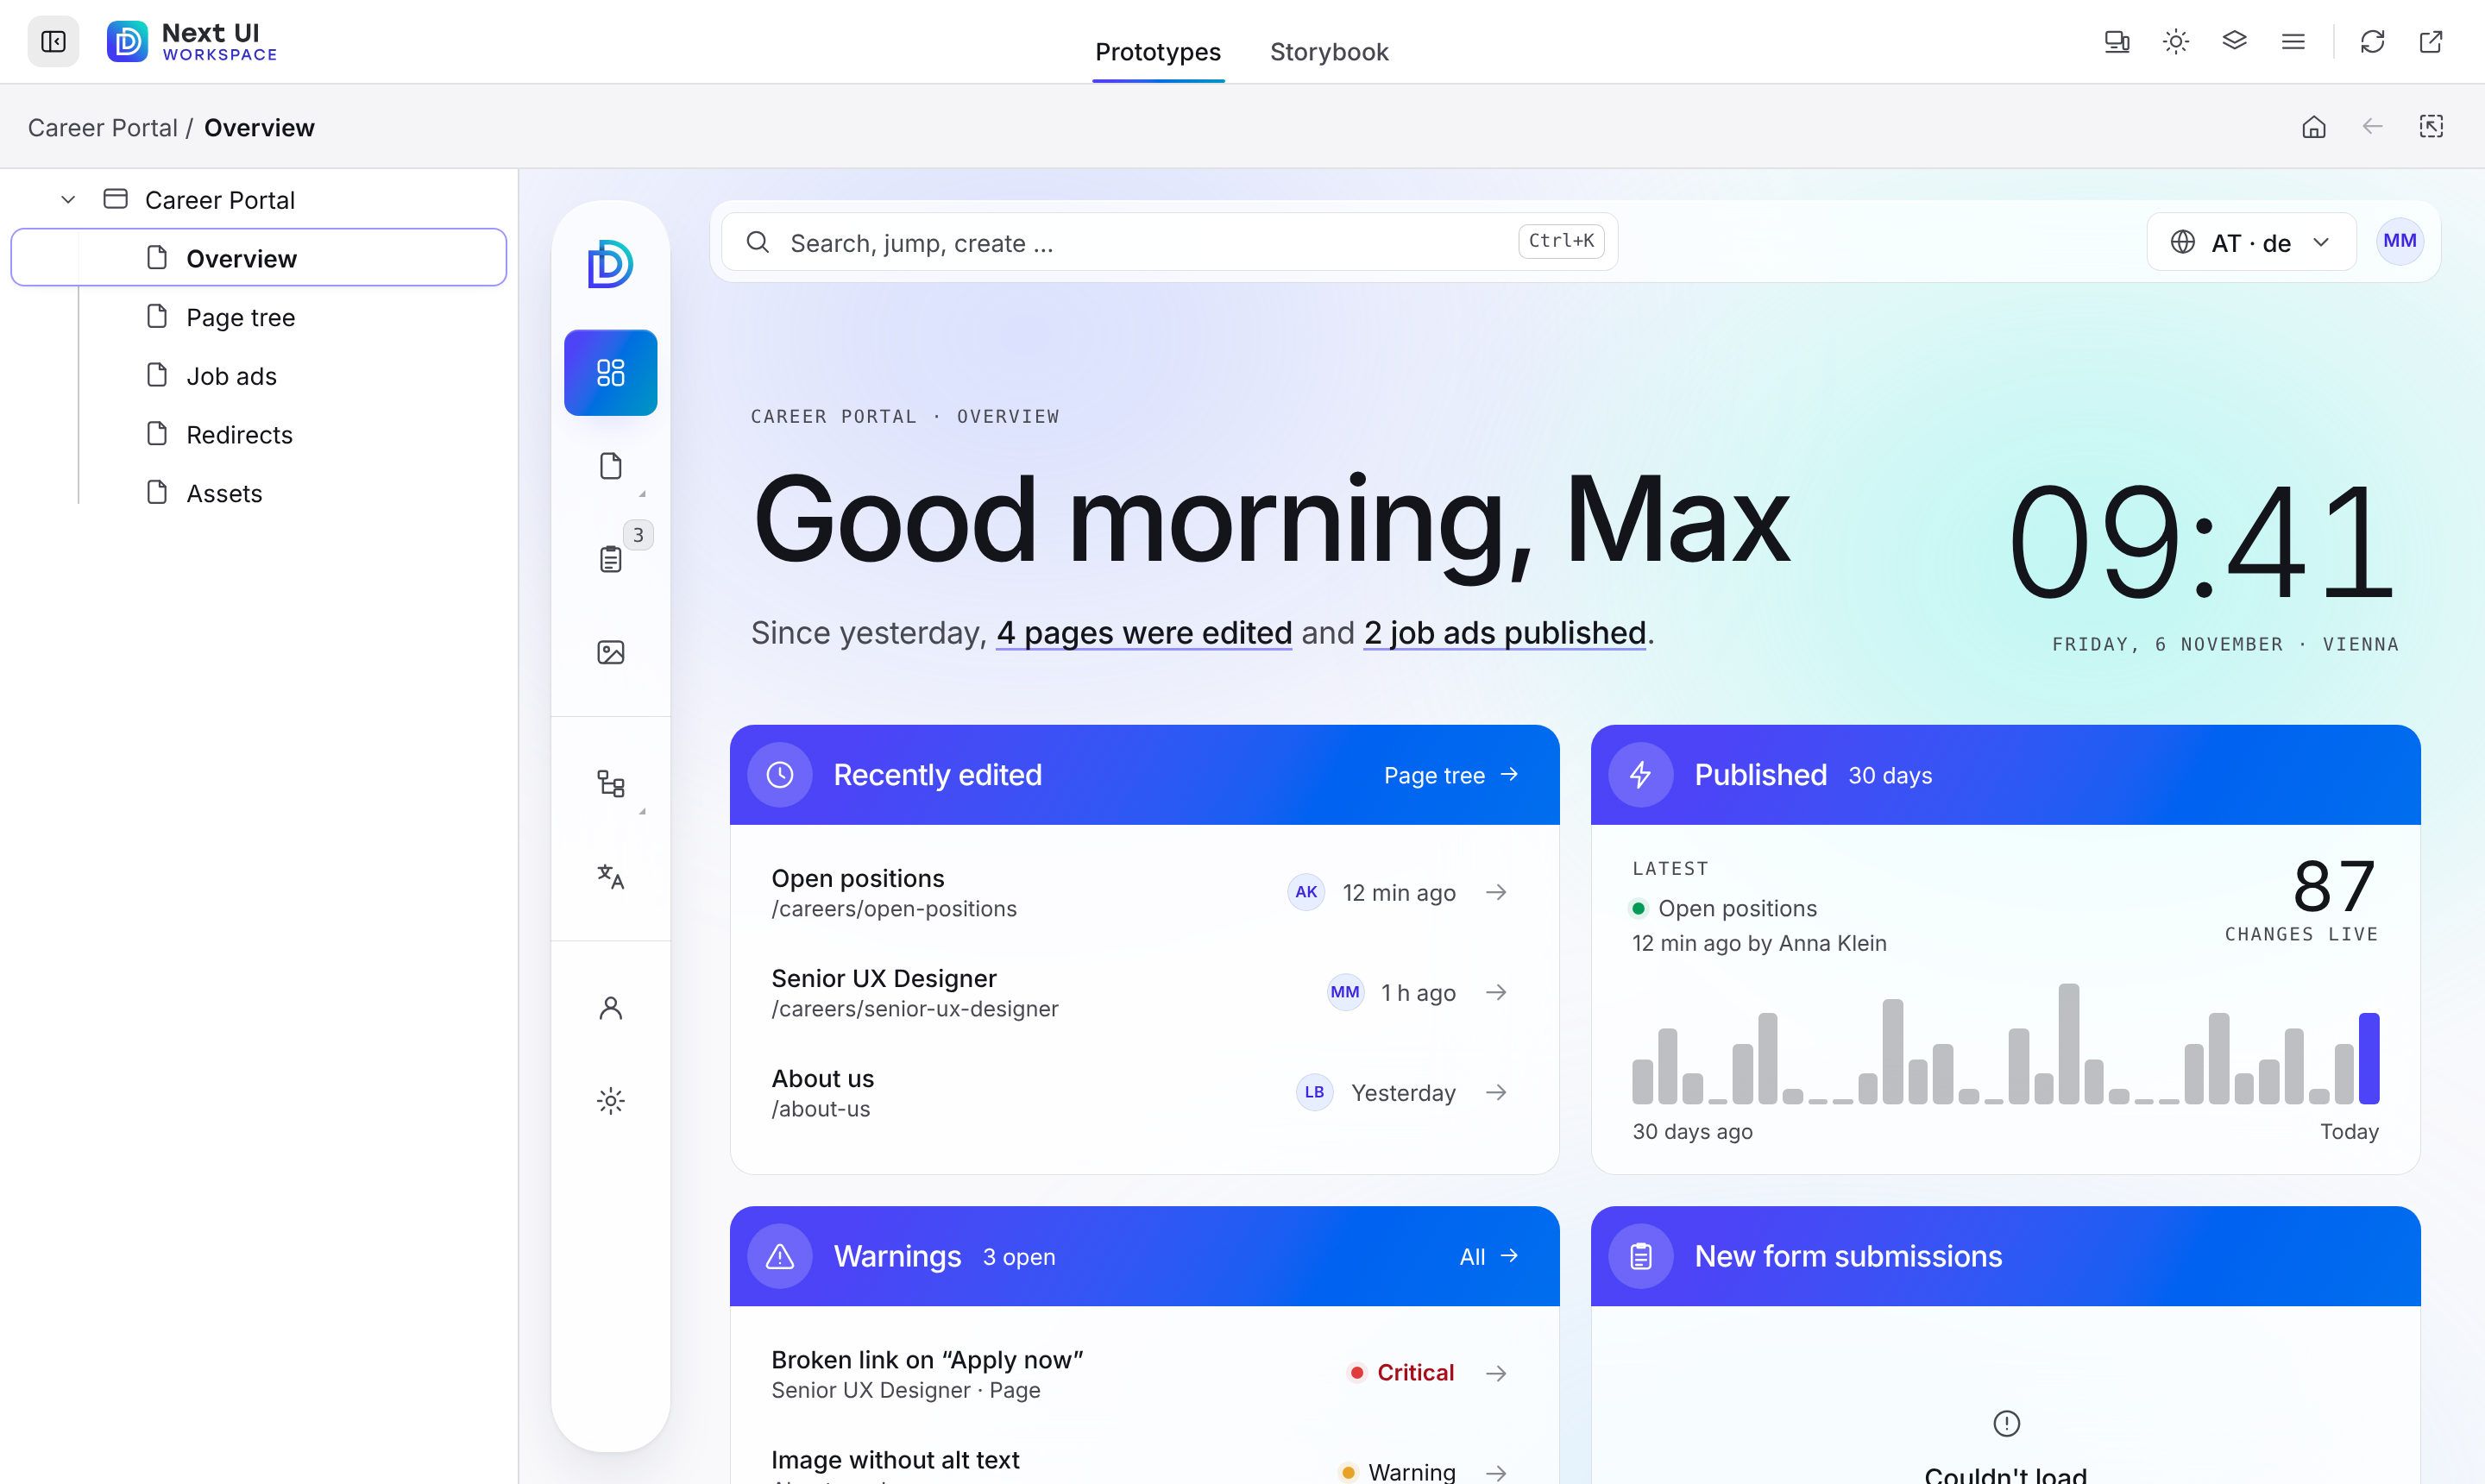 Next UI
WORKSPACE
Prototypes
Storybook
Career Portal / Overview
Career Portal
Overview
Page tree
Job ads
Redirects
Assets
Search, jump, create ...
Ctrl+K
AT · de
MM
3
CAREER PORTAL · OVERVIEW
Good morning, Max
Since yesterday, 4 pages were edited and 2 job ads published.
09:41
FRIDAY, 6 NOVEMBER · VIENNA
Recently edited
Page tree
Open positions
/careers/open-positions
AK
12 min ago
Senior UX Designer
/careers/senior-ux-designer
MM
1 h ago
About us
/about-us
LB
Yesterday
Published 30 days
LATEST
Open positions
12 min ago by Anna Klein
87
CHANGES LIVE
30 days ago
Today
Warnings 3 open
All
Broken link on “Apply now”
Senior UX Designer · Page
Critical
Image without alt text
Warning
New form submissions
Couldn't load